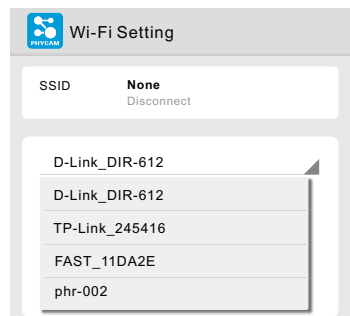 PHYCAM
Wi-Fi Setting
SSID None
Disconnect
D-Link_DIR-612
D-Link_DIR-612
TP-Link_245416
FAST_11DA2E
phr-002